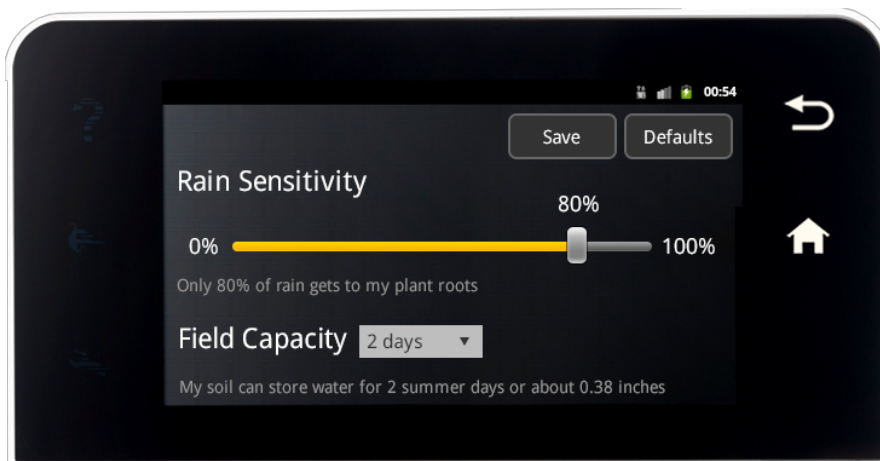 00:54
Save Defaults
Rain Sensitivity
80%
0% 100%
Only 80% of rain gets to my plant roots
Field Capacity 2 days
My soil can store water for 2 summer days or about 0.38 inches